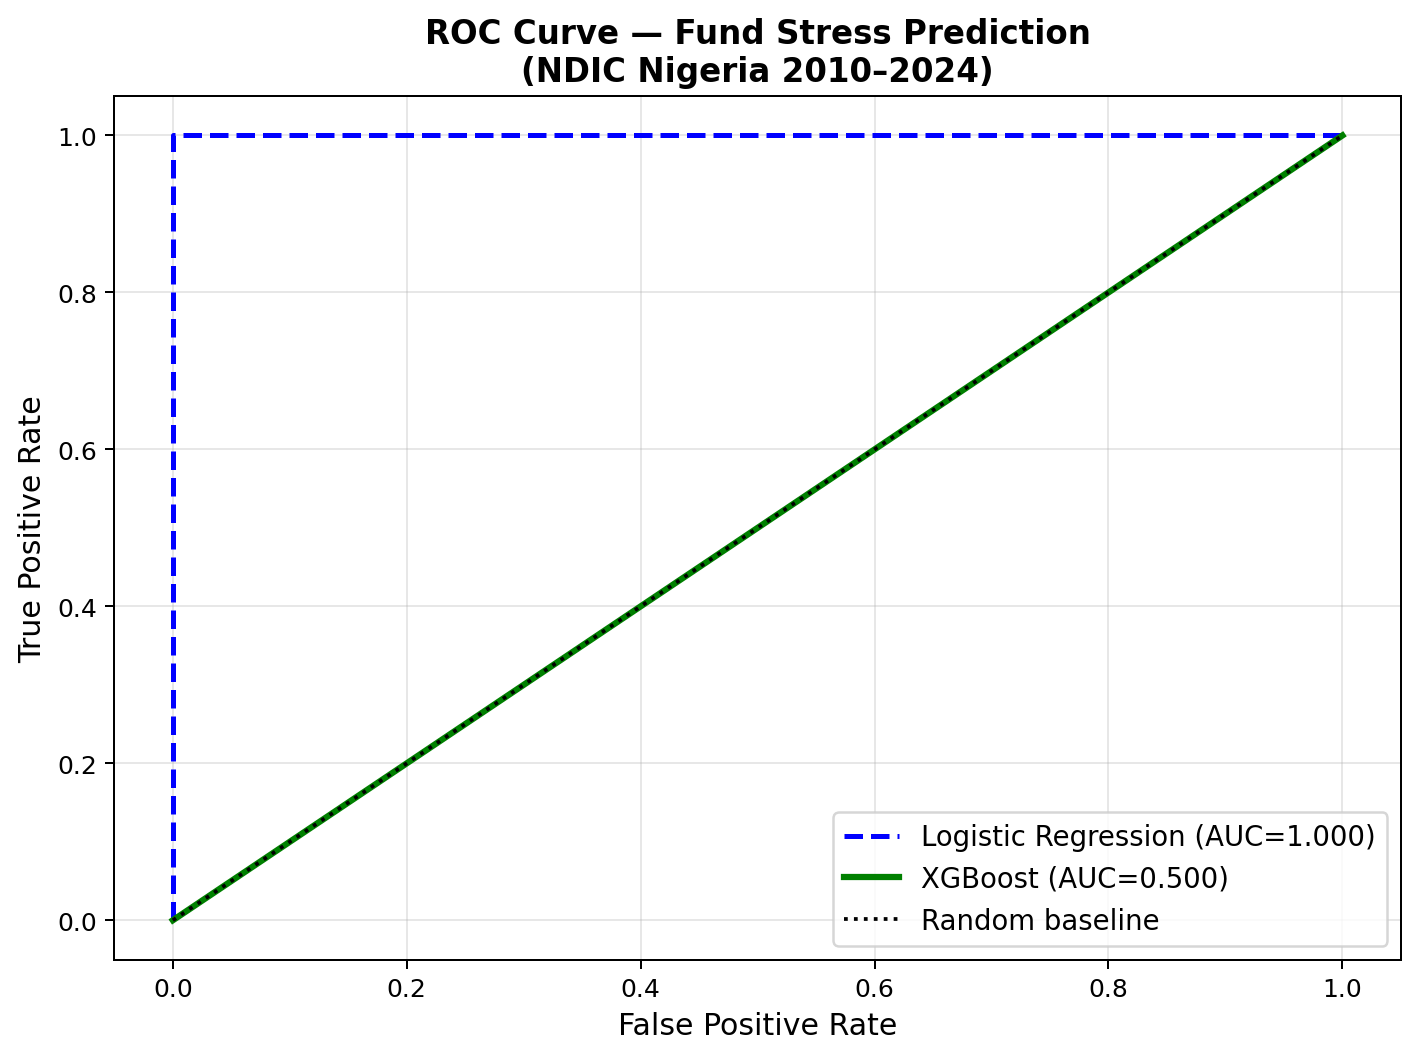 ROC Curve — Fund Stress Prediction
(NDIC Nigeria 2010–2024)
True Positive Rate
1.0
0.8
0.6
0.4
0.2
0.0
Logistic Regression (AUC=1.000)
XGBoost (AUC=0.500)
Random baseline
0.0 0.2 0.4 0.6 0.8 1.0
False Positive Rate